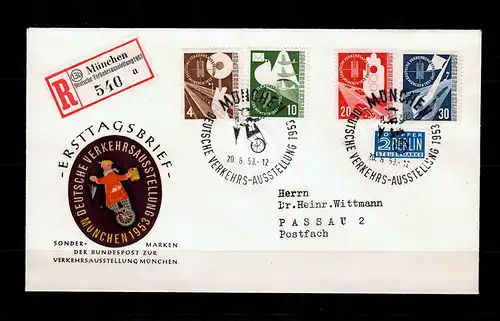 (13b) München
Deutsche Verkehrsausstellung 1953
R 540 a
4
10
20
30
MÜNCHEN
20. 6. 53.-12
DEUTSCHE VERKEHRS-AUSSTELLUNG 1953
MÜNCHEN
20. 6. 53.-12
DEUTSCHE VERKEHRS-AUSSTELLUNG 1953
2 BERLIN
STEUERMARKE
-ERSTTAGSBRIEF-
DEUTSCHE VERKEHRSAUSSTELLUNG
MÜNCHEN 1953
SONDER- MARKEN
DER BUNDESPOST ZUR
VERKEHRSAUSSTELLUNG MÜNCHEN
Herrn
Dr.Heinr.Wittmann
PASSAU 2
Postfach